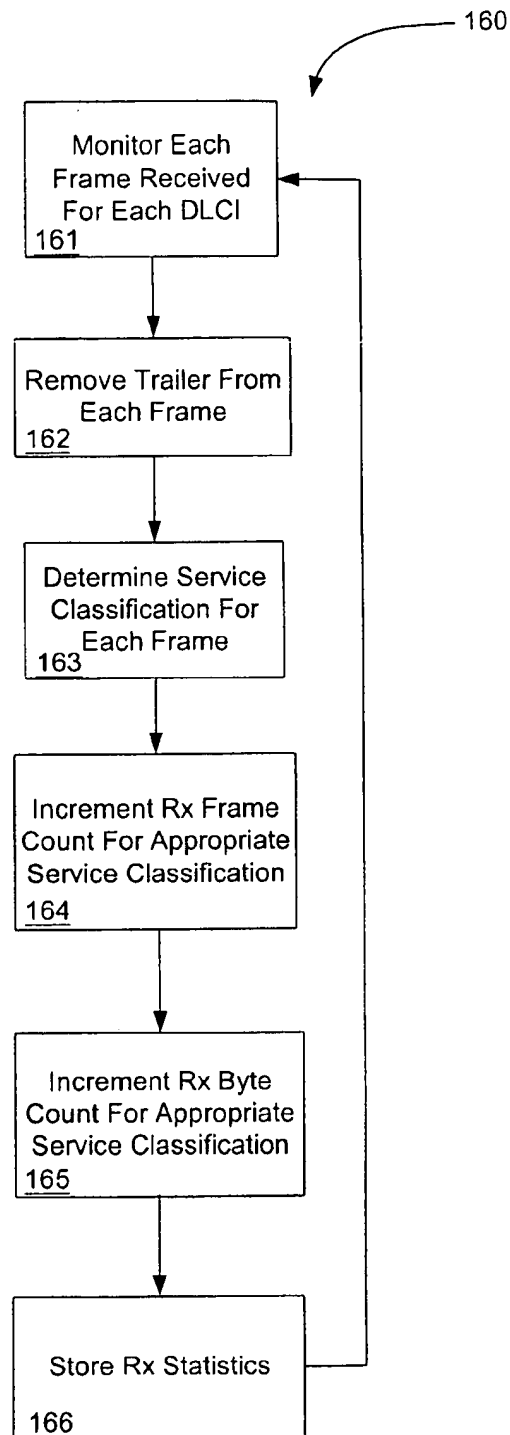 160
Monitor Each
Frame Received
For Each DLCI
161
Remove Trailer From
Each Frame
162
Determine Service
Classification For
Each Frame
163
Increment Rx Frame
Count For Appropriate
Service Classification
164
Increment Rx Byte
Count For Appropriate
Service Classification
165
Store Rx Statistics
166